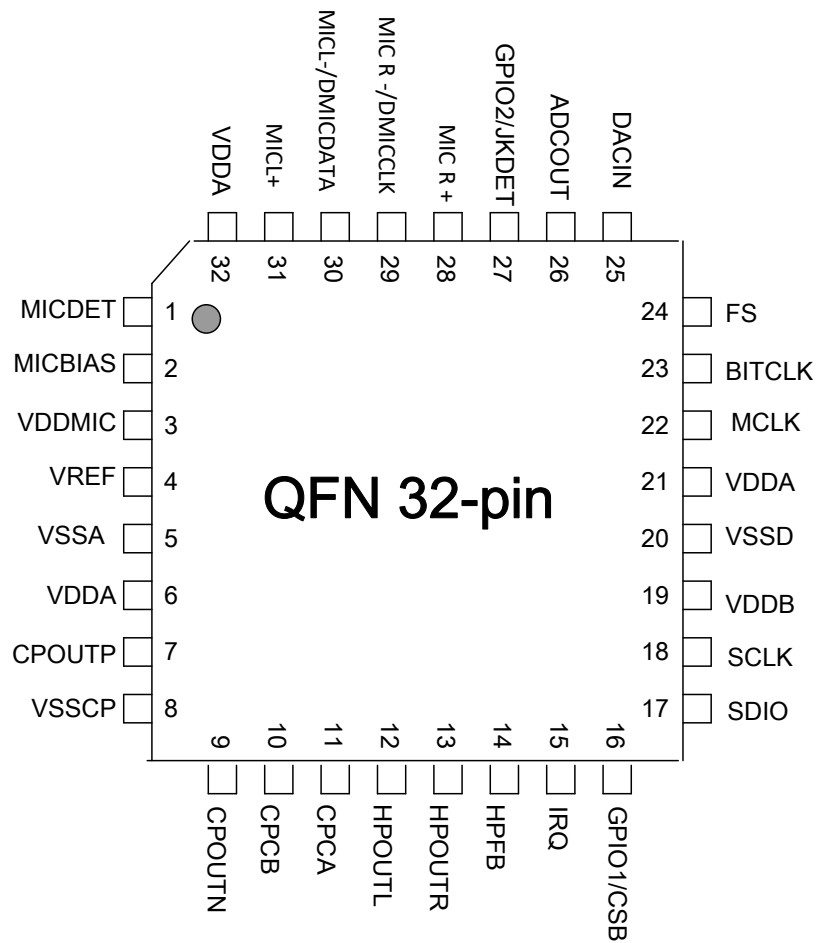 VDDA
MICL+
MICL-/DMICDATA
MIC R -/DMICCLK
MIC R +
GPIO2/JKDET
ADCOUT
DACIN
32
31
30
29
28
27
26
25
MICDET 1
MICBIAS 2
VDDMIC 3
VREF 4
VSSA 5
VDDA 6
CPOUTP 7
VSSCP 8
QFN 32-pin
24 FS
23 BITCLK
22 MCLK
21 VDDA
20 VSSD
19 VDDB
18 SCLK
17 SDIO
9
10
11
12
13
14
15
16
CPOUTN
CPCB
CPCA
HPOUTL
HPOUTR
HPFB
IRQ
GPIO1/CSB